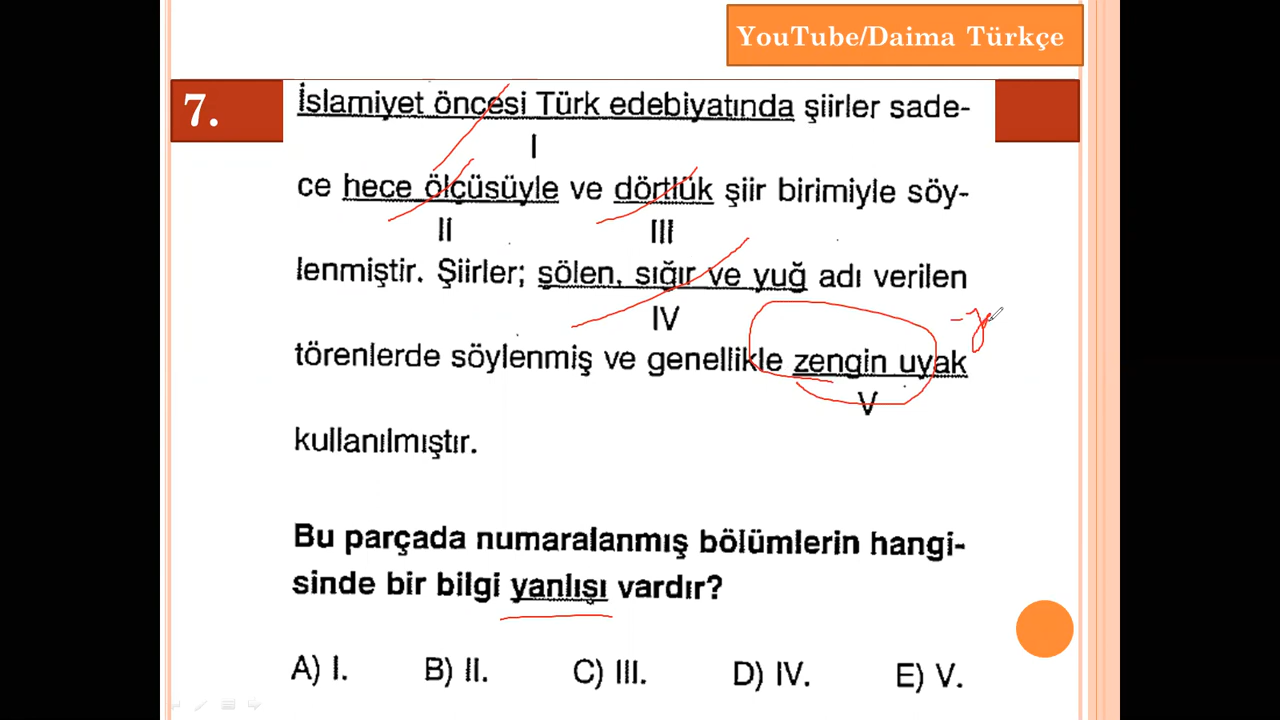 YouTube/Daima Türkçe
7.
İslamiyet öncesi Türk edebiyatında şiirler sade-
I
ce hece ölçüsüyle ve dörtlük şiir birimiyle söy-
II III
lenmiştir. Şiirler; şölen, sığır ve yuğ adı verilen
IV
törenlerde söylenmiş ve genellikle zengin uyak
V
kullanılmıştır.
Bu parçada numaralanmış bölümlerin hangi-
sinde bir bilgi yanlışı vardır?
A) I. B) II. C) III. D) IV. E) V.